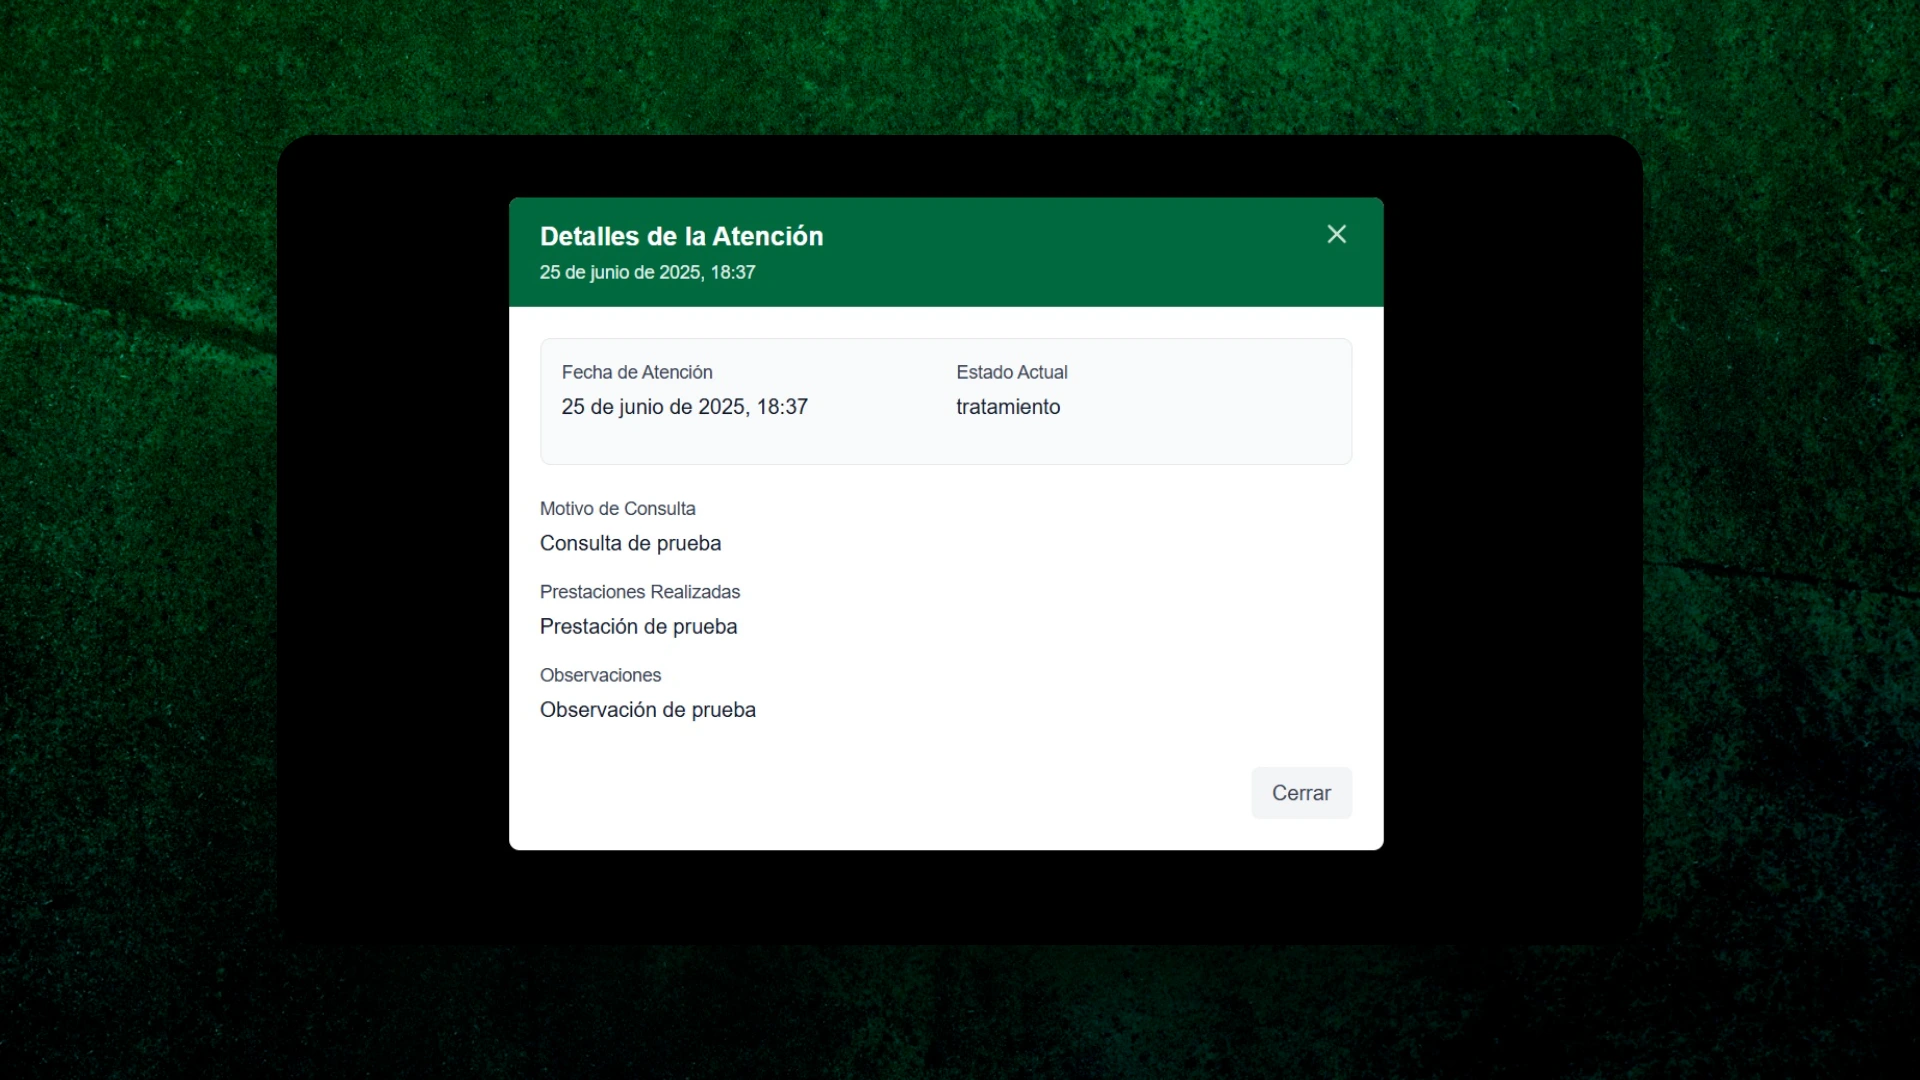 Detalles de la Atención
25 de junio de 2025, 18:37
Fecha de Atención
25 de junio de 2025, 18:37
Estado Actual
tratamiento
Motivo de Consulta
Consulta de prueba
Prestaciones Realizadas
Prestación de prueba
Observaciones
Observación de prueba
Cerrar